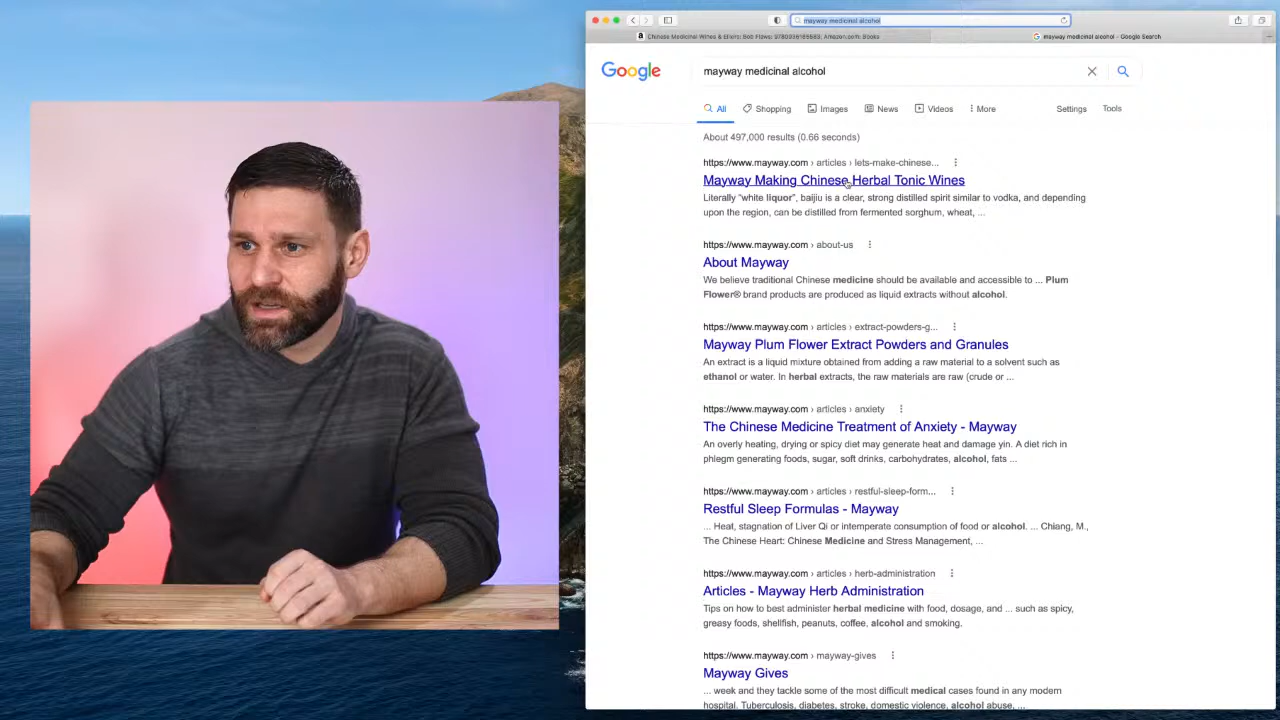 mayway medicinal alcohol
Chinese Medicinal Wines & Elixirs: Bob Flaws: 9780936185589: Amazon.com: Books
mayway medicinal alcohol - Google Search
Google
mayway medicinal alcohol
All
Shopping
Images
News
Videos
More
Settings
Tools
About 497,000 results (0.66 seconds)
https://www.mayway.com › articles › lets-make-chinese...
Mayway Making Chinese Herbal Tonic Wines
Literally "white liquor", baijiu is a clear, strong distilled spirit similar to vodka, and depending
upon the region, can be distilled from fermented sorghum, wheat, ...
https://www.mayway.com › about-us
About Mayway
We believe traditional Chinese medicine should be available and accessible to ... Plum
Flower® brand products are produced as liquid extracts without alcohol.
https://www.mayway.com › articles › extract-powders-g...
Mayway Plum Flower Extract Powders and Granules
An extract is a liquid mixture obtained from adding a raw material to a solvent such as
ethanol or water. In herbal extracts, the raw materials are raw (crude or ...
https://www.mayway.com › articles › anxiety
The Chinese Medicine Treatment of Anxiety - Mayway
An overly heating, drying or spicy diet may generate heat and damage yin. A diet rich in
phlegm generating foods, sugar, soft drinks, carbohydrates, alcohol, fats ...
https://www.mayway.com › articles › restful-sleep-form...
Restful Sleep Formulas - Mayway
... Heat, stagnation of Liver Qi or intemperate consumption of food or alcohol. ... Chiang, M.,
The Chinese Heart: Chinese Medicine and Stress Management, ...
https://www.mayway.com › articles › herb-administration
Articles - Mayway Herb Administration
Tips on how to best administer herbal medicine with food, dosage, and ... such as spicy,
greasy foods, shellfish, peanuts, coffee, alcohol and smoking.
https://www.mayway.com › mayway-gives
Mayway Gives
... week and they tackle some of the most difficult medical cases found in any modern
hospital. Tuberculosis, diabetes, stroke, domestic violence, alcohol abuse, ...